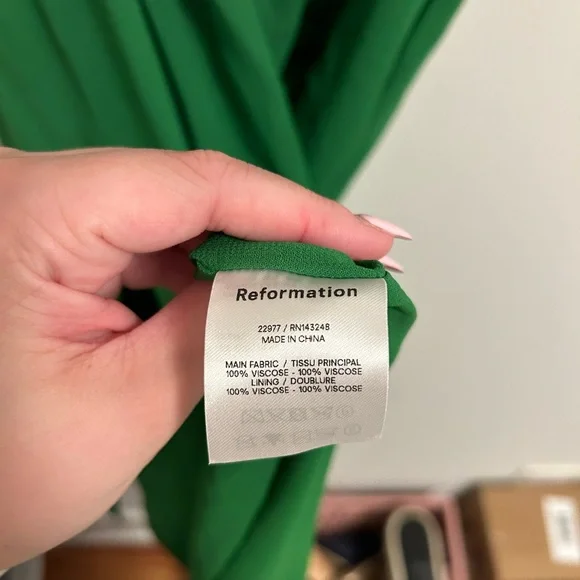 Reformation
22977 / RN143248
MADE IN CHINA
MAIN FABRIC / TISSU PRINCIPAL
100% VISCOSE - 100% VISCOSE
LINING / DOUBLURE
100% VISCOSE - 100% VISCOSE